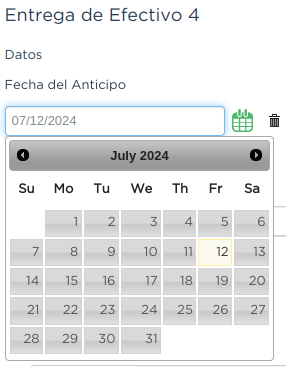 Entrega de Efectivo 4
Datos
Fecha del Anticipo
07/12/2024
July 2024
Su Mo Tu We Th Fr Sa
1 2 3 4 5 6
7 8 9 10 11 12 13
14 15 16 17 18 19 20
21 22 23 24 25 26 27
28 29 30 31